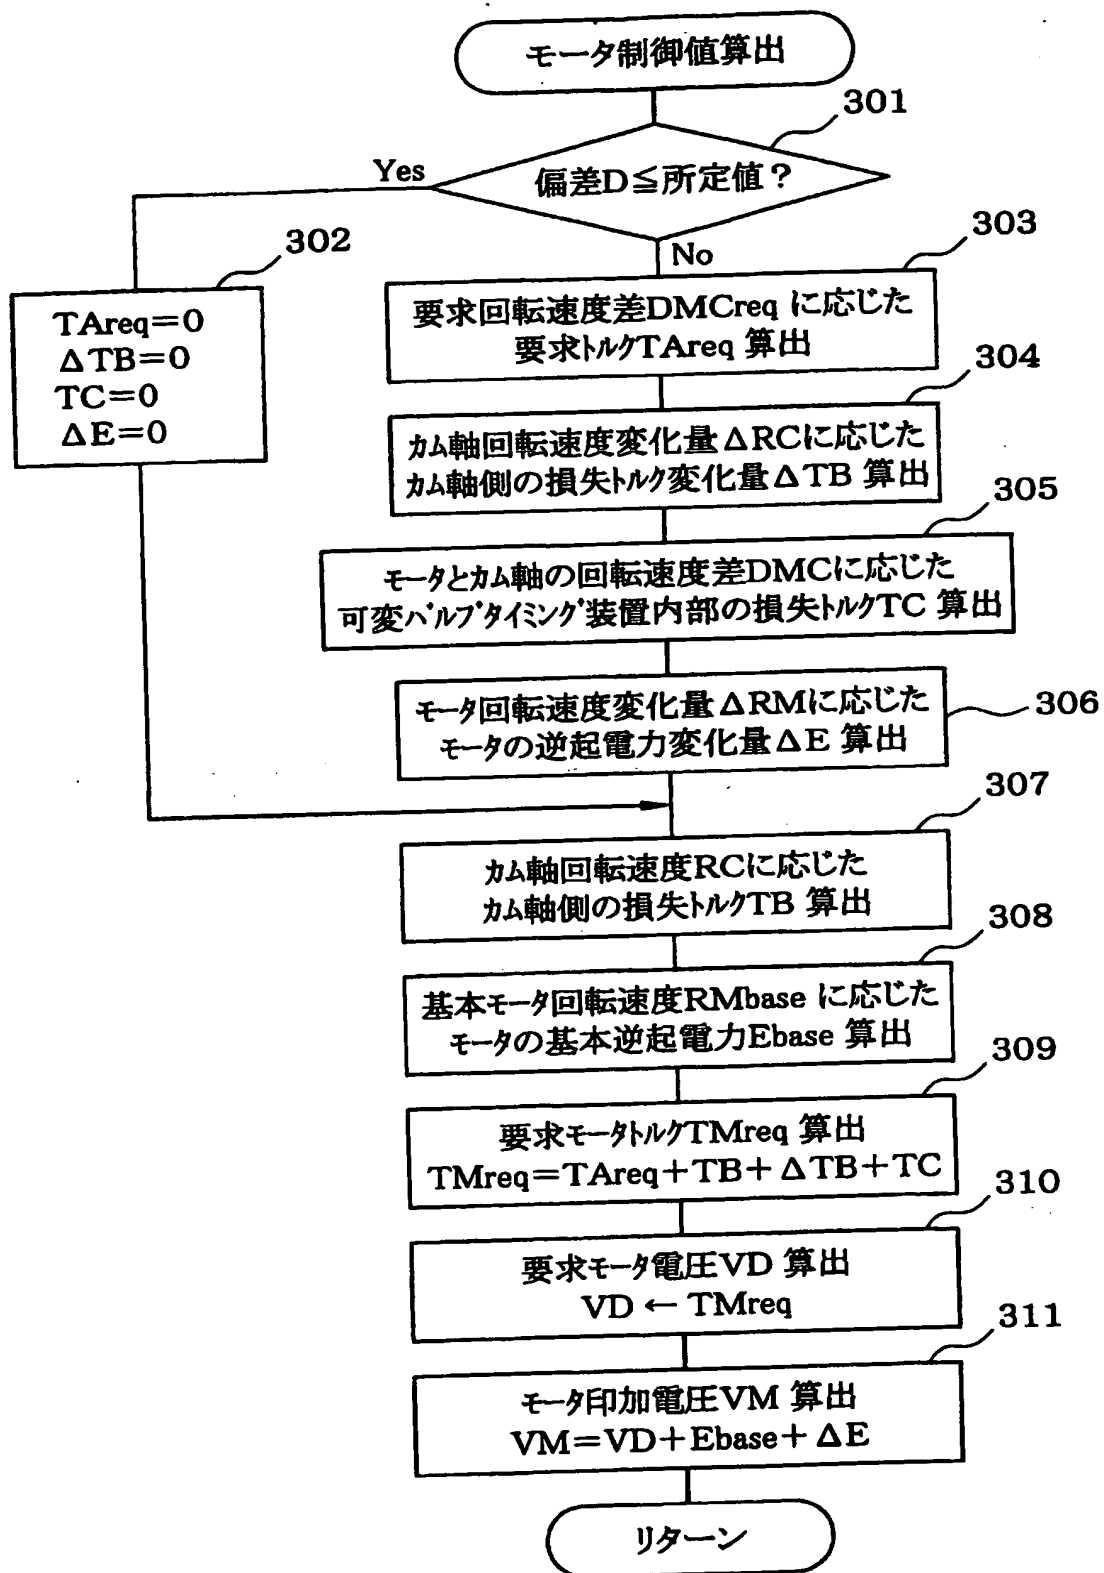 モータ制御値算出
301
偏差D≦所定値？
Yes
No
302
TAreq=0
ΔTB=0
TC=0
ΔE=0
303
要求回転速度差DMCreq に応じた
要求トルクTAreq 算出
304
カム軸回転速度変化量ΔRCに応じた
カム軸側の損失トルク変化量ΔTB 算出
305
モータとカム軸の回転速度差DMCに応じた
可変バルブタイミング装置内部の損失トルクTC 算出
306
モータ回転速度変化量ΔRMに応じた
モータの逆起電力変化量ΔE 算出
307
カム軸回転速度RCに応じた
カム軸側の損失トルクTB 算出
308
基本モータ回転速度RMbase に応じた
モータの基本逆起電力Ebase 算出
309
要求モータトルクTMreq 算出
TMreq=TAreq+TB+ΔTB+TC
310
要求モータ電圧VD 算出
VD ← TMreq
311
モータ印加電圧VM 算出
VM=VD+Ebase+ΔE
リターン